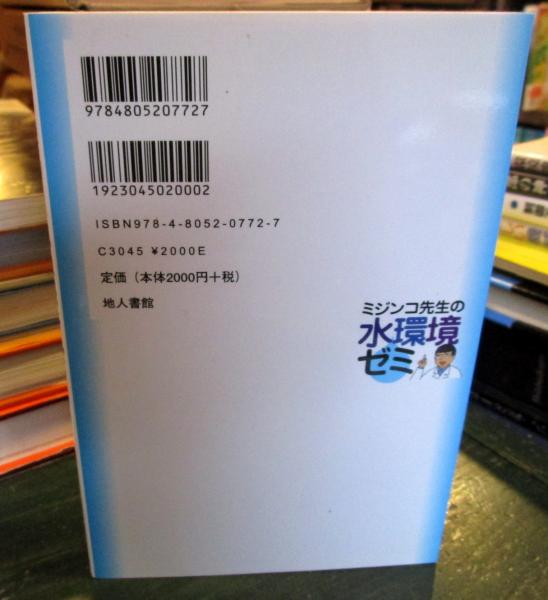 9784805207727
1923045020002
ISBN978-4-8052-0772-7
C3045 ¥2000E
定価（本体2000円＋税）
地人書館
ミジンコ先生の
水環境
ゼミ